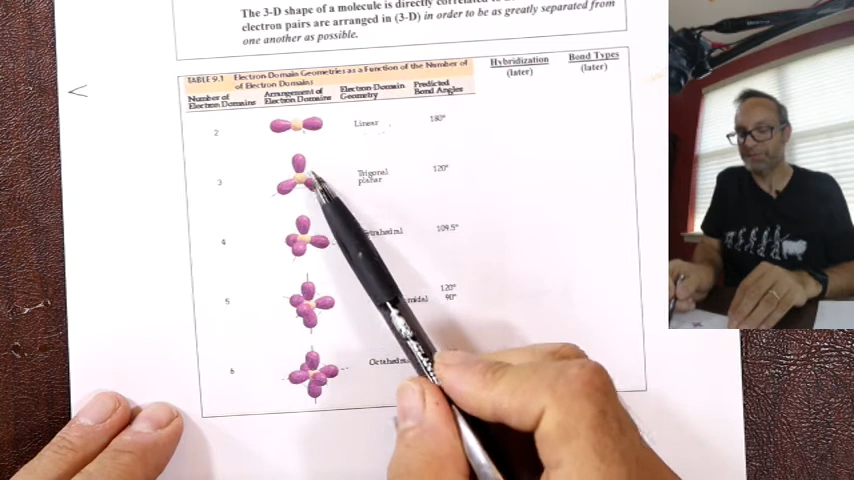 The 3-D shape of a molecule is directly
electron pairs are arranged in (3-D) in order to be as greatly separated from
one another as possible.
TABLE 9.1 Electron-Domain Geometries as a Function of the Number of
of Electron Domains
Hybridization
(later)
Bond Types
(later)
Number of
Electron Domains
Arrangement of
Electron Domains
Electron-Domain
Geometry
Predicted
Bond Angles
2 Linear 180°
3 Trigonal
planar 120°
4 109.5°
5 120°
90°
6